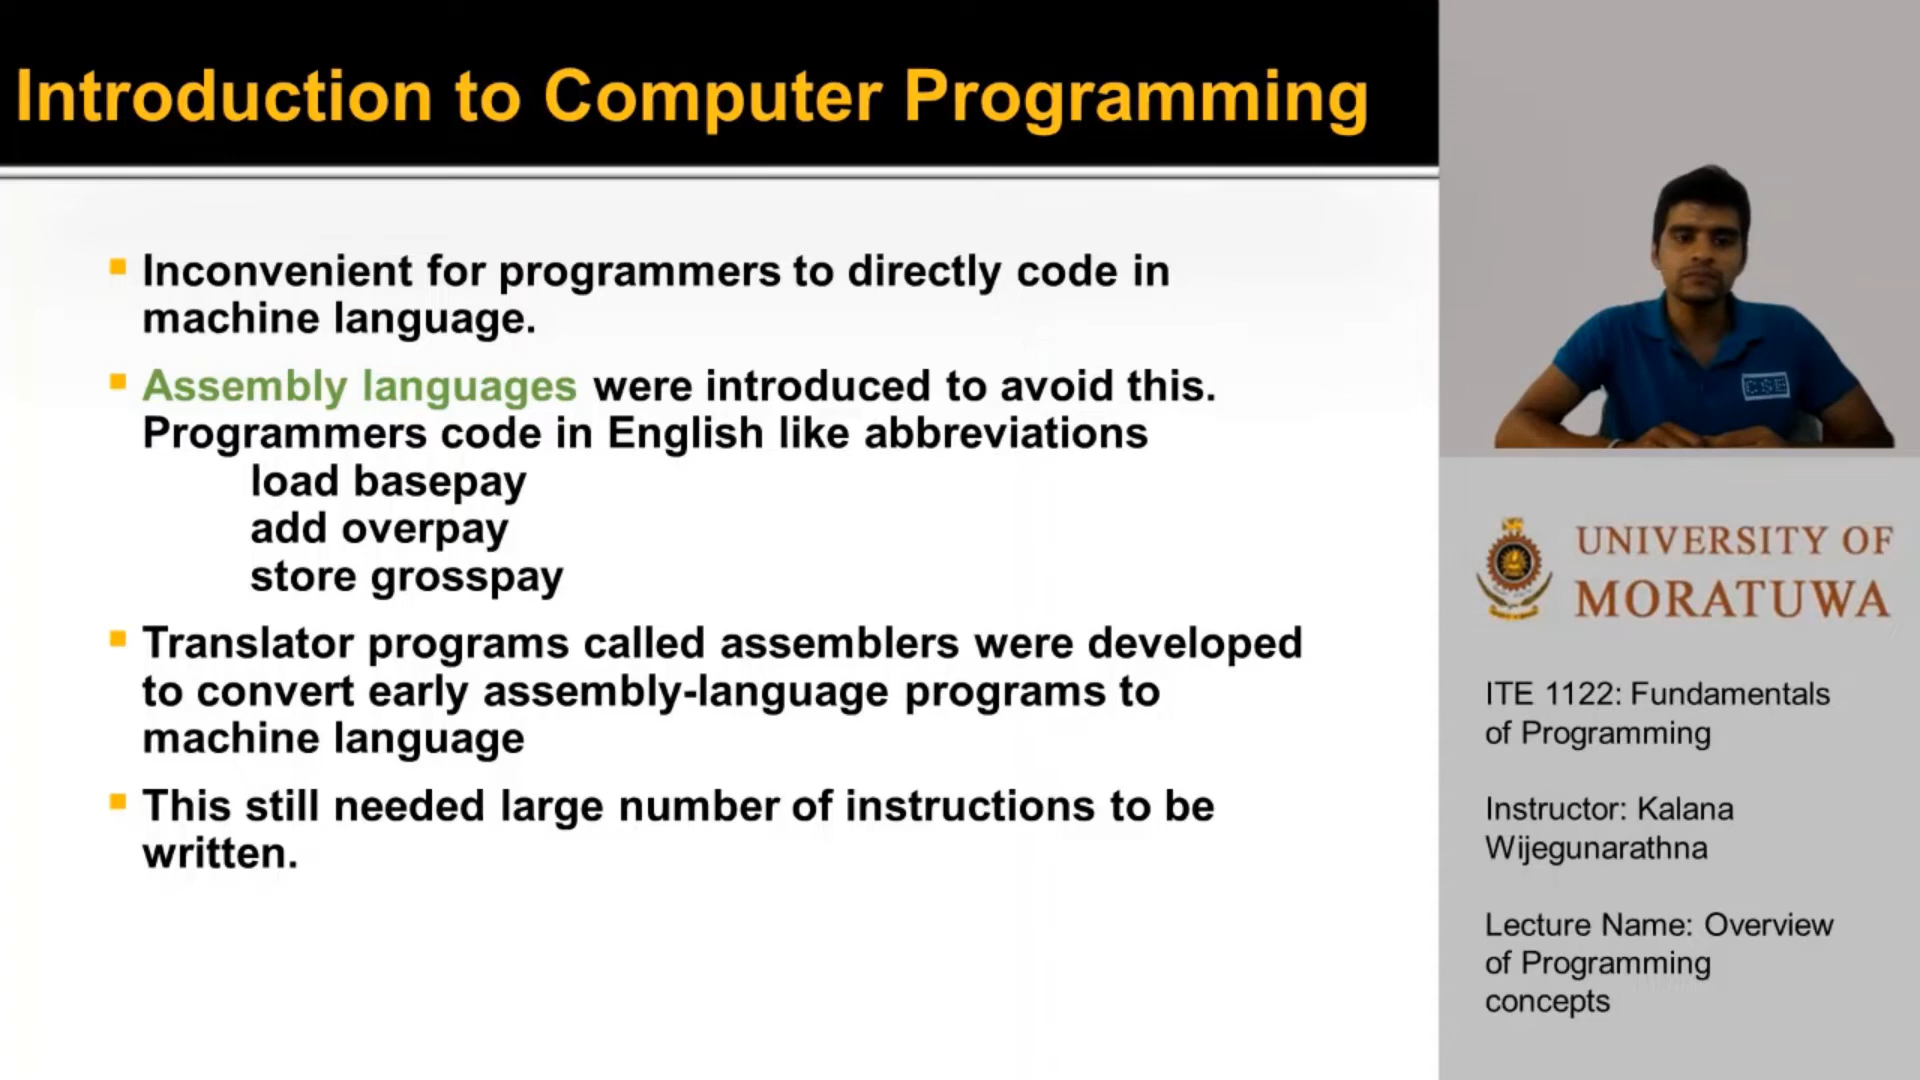 Introduction to Computer Programming
Inconvenient for programmers to directly code in
machine language.
Assembly languages were introduced to avoid this.
Programmers code in English like abbreviations
load basepay
add overpay
store grosspay
Translator programs called assemblers were developed
to convert early assembly-language programs to
machine language
This still needed large number of instructions to be
written.
CSE
UNIVERSITY OF
MORATUWA
ITE 1122: Fundamentals
of Programming
Instructor: Kalana
Wijegunarathna
Lecture Name: Overview
of Programming
concepts